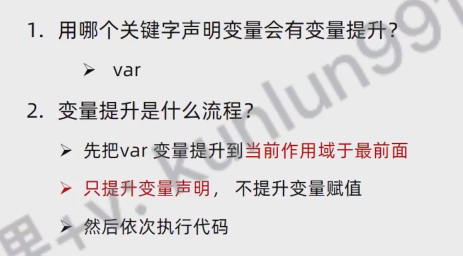 1. 用哪个关键字声明变量会有变量提升?
➢ var
2. 变量提升是什么流程?
➢ 先把var 变量提升到当前作用域于最前面
➢ 只提升变量声明, 不提升变量赋值
➢ 然后依次执行代码
课+v: kunlun991